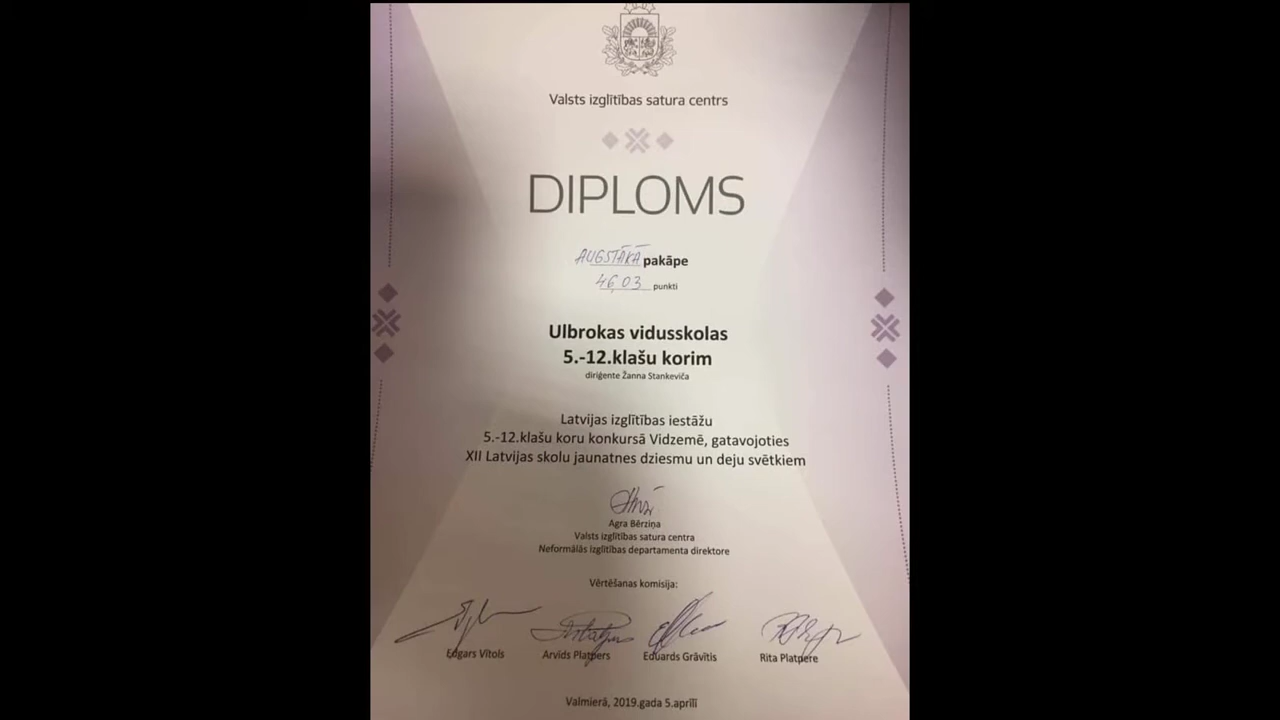 Valsts izglītības satura centrs
DIPLOMS
AUGSTĀKĀ pakāpe
46,03 punkti
Ulbrokas vidusskolas
5.-12.klašu korim
diriģente Žanna Stankeviča
Latvijas izglītības iestāžu
5.-12.klašu koru konkursā Vidzemē, gatavojoties
XII Latvijas skolu jaunatnes dziesmu un deju svētkiem
Agra Bērziņa
Valsts izglītības satura centra
Neformālās izglītības departamenta direktore
Vērtēšanas komisija:
Edgars Vītols Arvīds Platpers Eduards Grāvītis Rita Platpere
Valmierā, 2019.gada 5.aprīlī